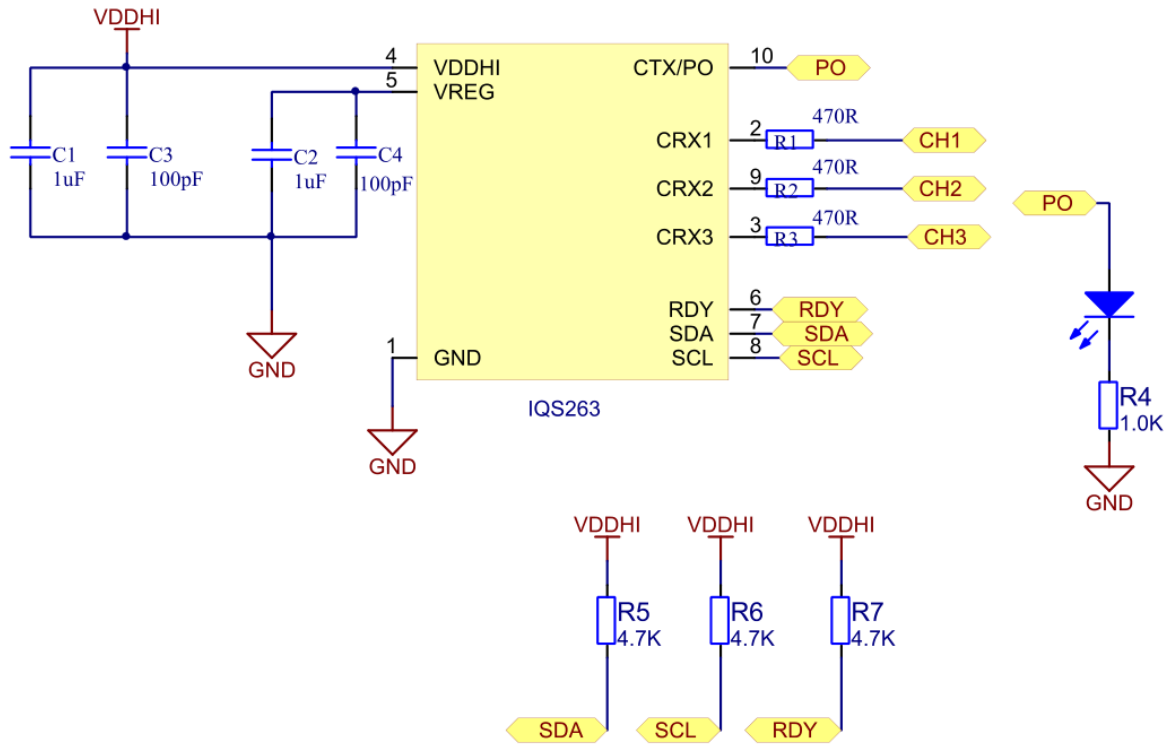 VDDHI
4
VDDHI
5
VREG
CTX/PO
10
PO
C1
1uF
C3
100pF
C2
1uF
C4
100pF
CRX1
2
R1
470R
CH1
CRX2
9
R2
470R
CH2
CRX3
3
R3
470R
CH3
RDY
6
RDY
SDA
7
SDA
SCL
8
SCL
1
GND
GND
GND
IQS263
PO
R4
1.0K
GND
VDDHI
VDDHI
VDDHI
R5
4.7K
R6
4.7K
R7
4.7K
SDA
SCL
RDY